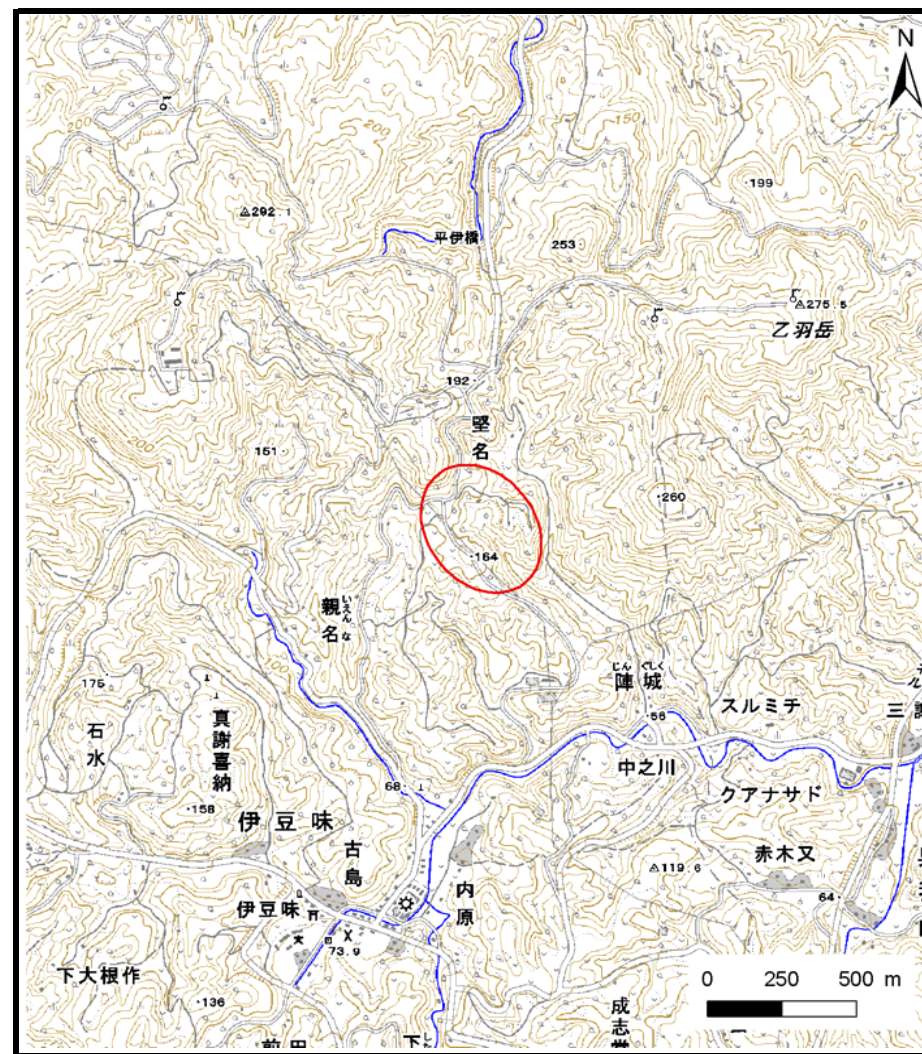 N
200
200
150
199
292.1
平伊橋
253
275.5
乙羽岳
192
堅名
151
260
164
親名
いえんな
100
陣城
じんぐしく
175
石水
真謝喜納
56
スルミチ
中之川
68
クアナサド
158
伊豆味
古島
内原
赤木又
119.6
64
伊豆味
73.9
下大根作
136
0 250 500 m